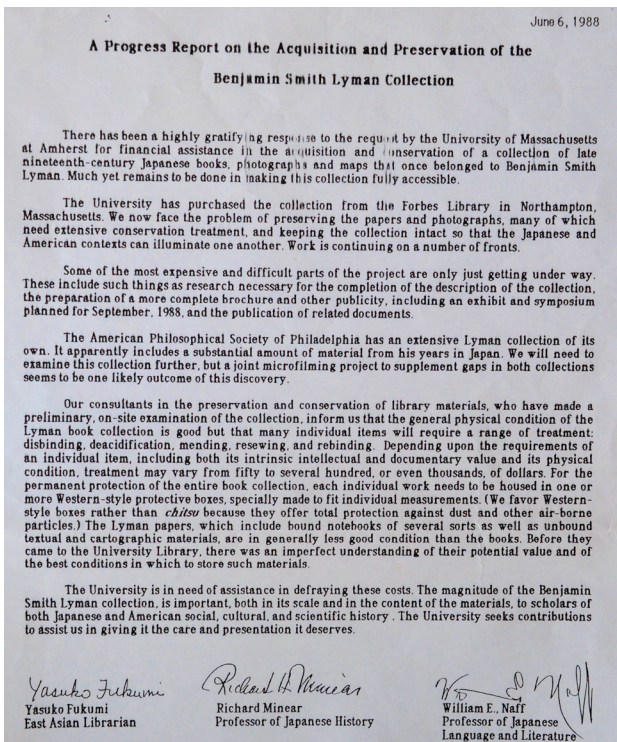 June 6, 1988
A Progress Report on the Acquisition and Preservation of the
Benjamin Smith Lyman Collection
There has been a highly gratifying response to the request by the University of Massachusetts
at Amherst for financial assistance in the acquisition and conservation of a collection of late
nineteenth-century Japanese books, photographs and maps that once belonged to Benjamin Smith
Lyman. Much yet remains to be done in making this collection fully accessible.
The University has purchased the collection from the Forbes Library in Northampton,
Massachusetts. We now face the problem of preserving the papers and photographs, many of which
need extensive conservation treatment, and keeping the collection intact so that the Japanese and
American contexts can illuminate one another. Work is continuing on a number of fronts.
Some of the most expensive and difficult parts of the project are only just getting under way.
These include such things as research necessary for the completion of the description of the collection,
the preparation of a more complete brochure and other publicity, including an exhibit and symposium
planned for September, 1988, and the publication of related documents.
The American Philosophical Society of Philadelphia has an extensive Lyman collection of its
own. It apparently includes a substantial amount of material from his years in Japan. We will need to
examine this collection further, but a joint microfilming project to supplement gaps in both collections
seems to be one likely outcome of this discovery.
Our consultants in the preservation and conservation of library materials, who have made a
preliminary, on-site examination of the collection, inform us that the general physical condition of the
Lyman book collection is good but that many individual items will require a range of treatment:
disbinding, deacidification, mending, resewing, and rebinding. Depending upon the requirements of
an individual item, including both its intrinsic intellectual and documentary value and its physical
condition, treatment may vary from fifty to several hundred, or even thousands, of dollars. For the
permanent protection of the entire book collection, each individual work needs to be housed in one or
more Western-style protective boxes, specially made to fit individual measurements. (We favor Western-
style boxes rather than chitsu because they offer total protection against dust and other air-borne
particles.) The Lyman papers, which include bound notebooks of several sorts as well as unbound
textual and cartographic materials, are in generally less good condition than the books. Before they
came to the University Library, there was an imperfect understanding of their potential value and of
the best conditions in which to store such materials.
The University is in need of assistance in defraying these costs. The magnitude of the Benjamin
Smith Lyman collection, is important, both in its scale and in the content of the materials, to scholars of
both Japanese and American social, cultural, and scientific history . The University seeks contributions
to assist us in giving it the care and presentation it deserves.
Yasuko Fukumi Richard H. Minear W E Naff
Yasuko Fukumi Richard Minear William E., Naff
East Asian Librarian Professor of Japanese History Professor of Japanese
Language and Literature